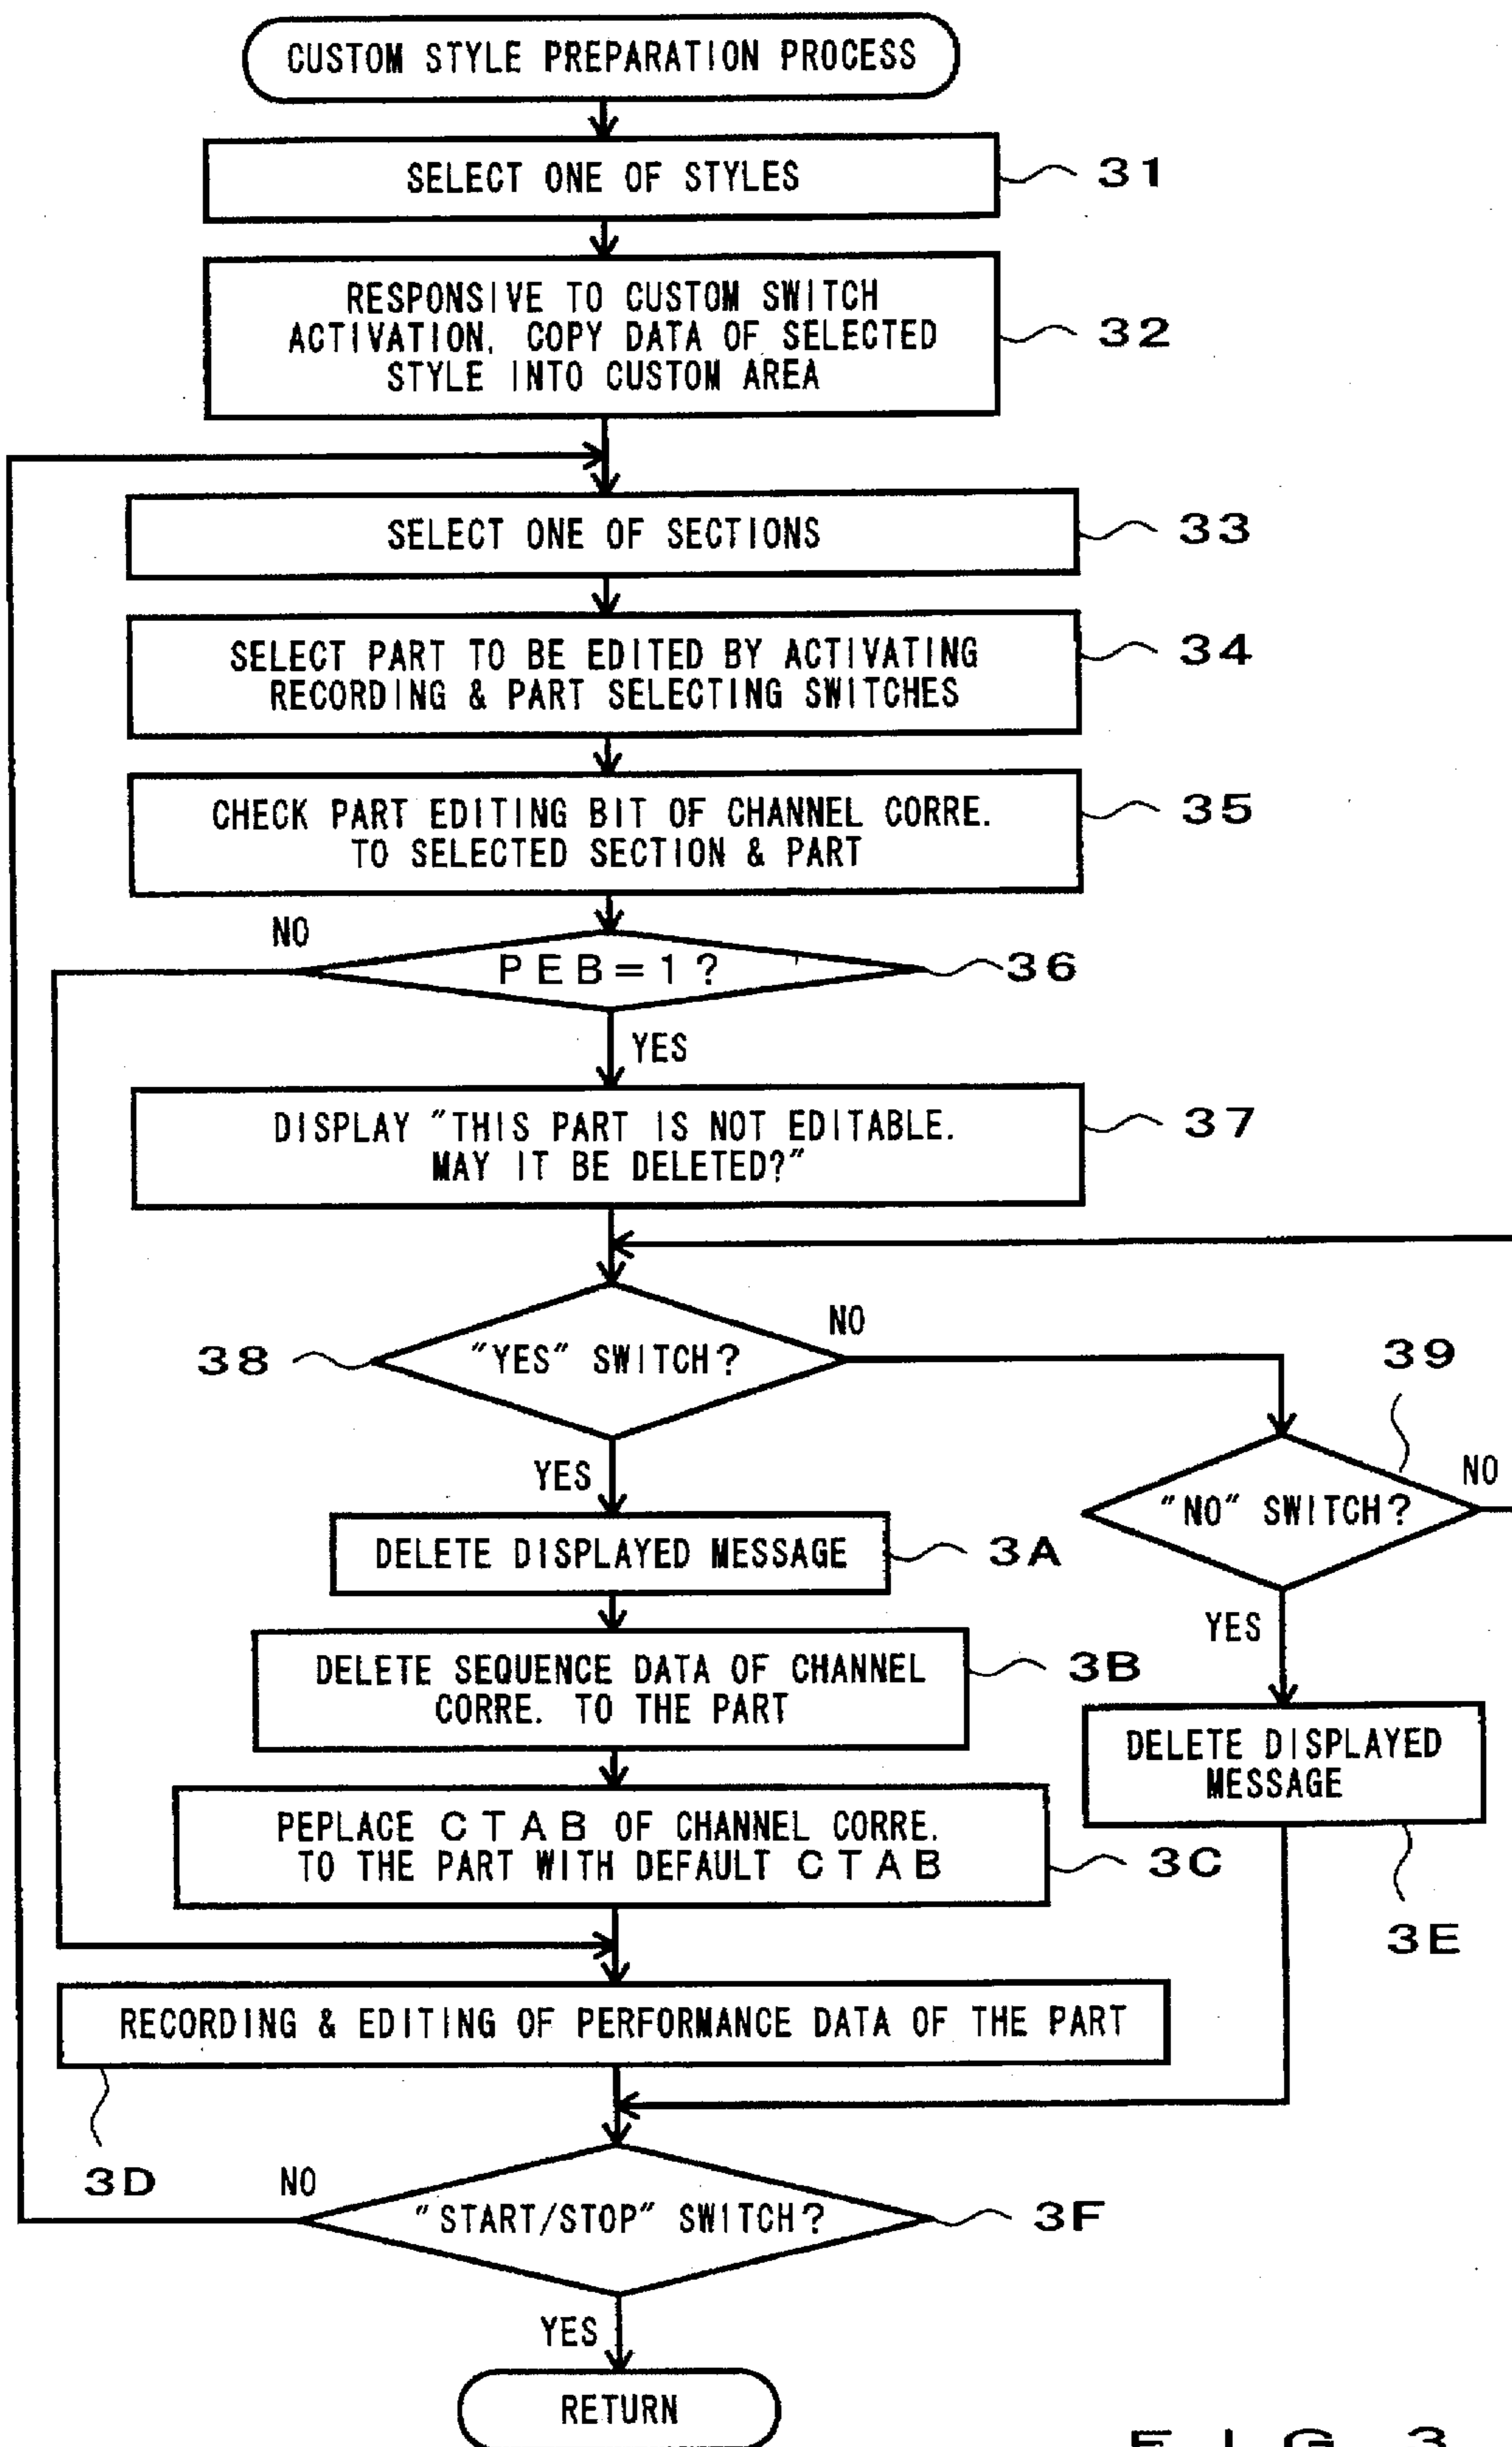 CUSTOM STYLE PREPARATION PROCESS
SELECT ONE OF STYLES
31
RESPONSIVE TO CUSTOM SWITCH
ACTIVATION, COPY DATA OF SELECTED
STYLE INTO CUSTOM AREA
32
SELECT ONE OF SECTIONS
33
SELECT PART TO BE EDITED BY ACTIVATING
RECORDING & PART SELECTING SWITCHES
34
CHECK PART EDITING BIT OF CHANNEL CORRE.
TO SELECTED SECTION & PART
35
NO
PEB=1?
36
YES
DISPLAY "THIS PART IS NOT EDITABLE.
MAY IT BE DELETED?"
37
38
"YES" SWITCH?
NO
39
YES
"NO" SWITCH?
NO
DELETE DISPLAYED MESSAGE
3A
YES
DELETE SEQUENCE DATA OF CHANNEL
CORRE. TO THE PART
3B
DELETE DISPLAYED
MESSAGE
3E
PEPLACE CTAB OF CHANNEL CORRE.
TO THE PART WITH DEFAULT CTAB
3C
RECORDING & EDITING OF PERFORMANCE DATA OF THE PART
3D
NO
"START/STOP" SWITCH?
3F
YES
RETURN
FIG. 3